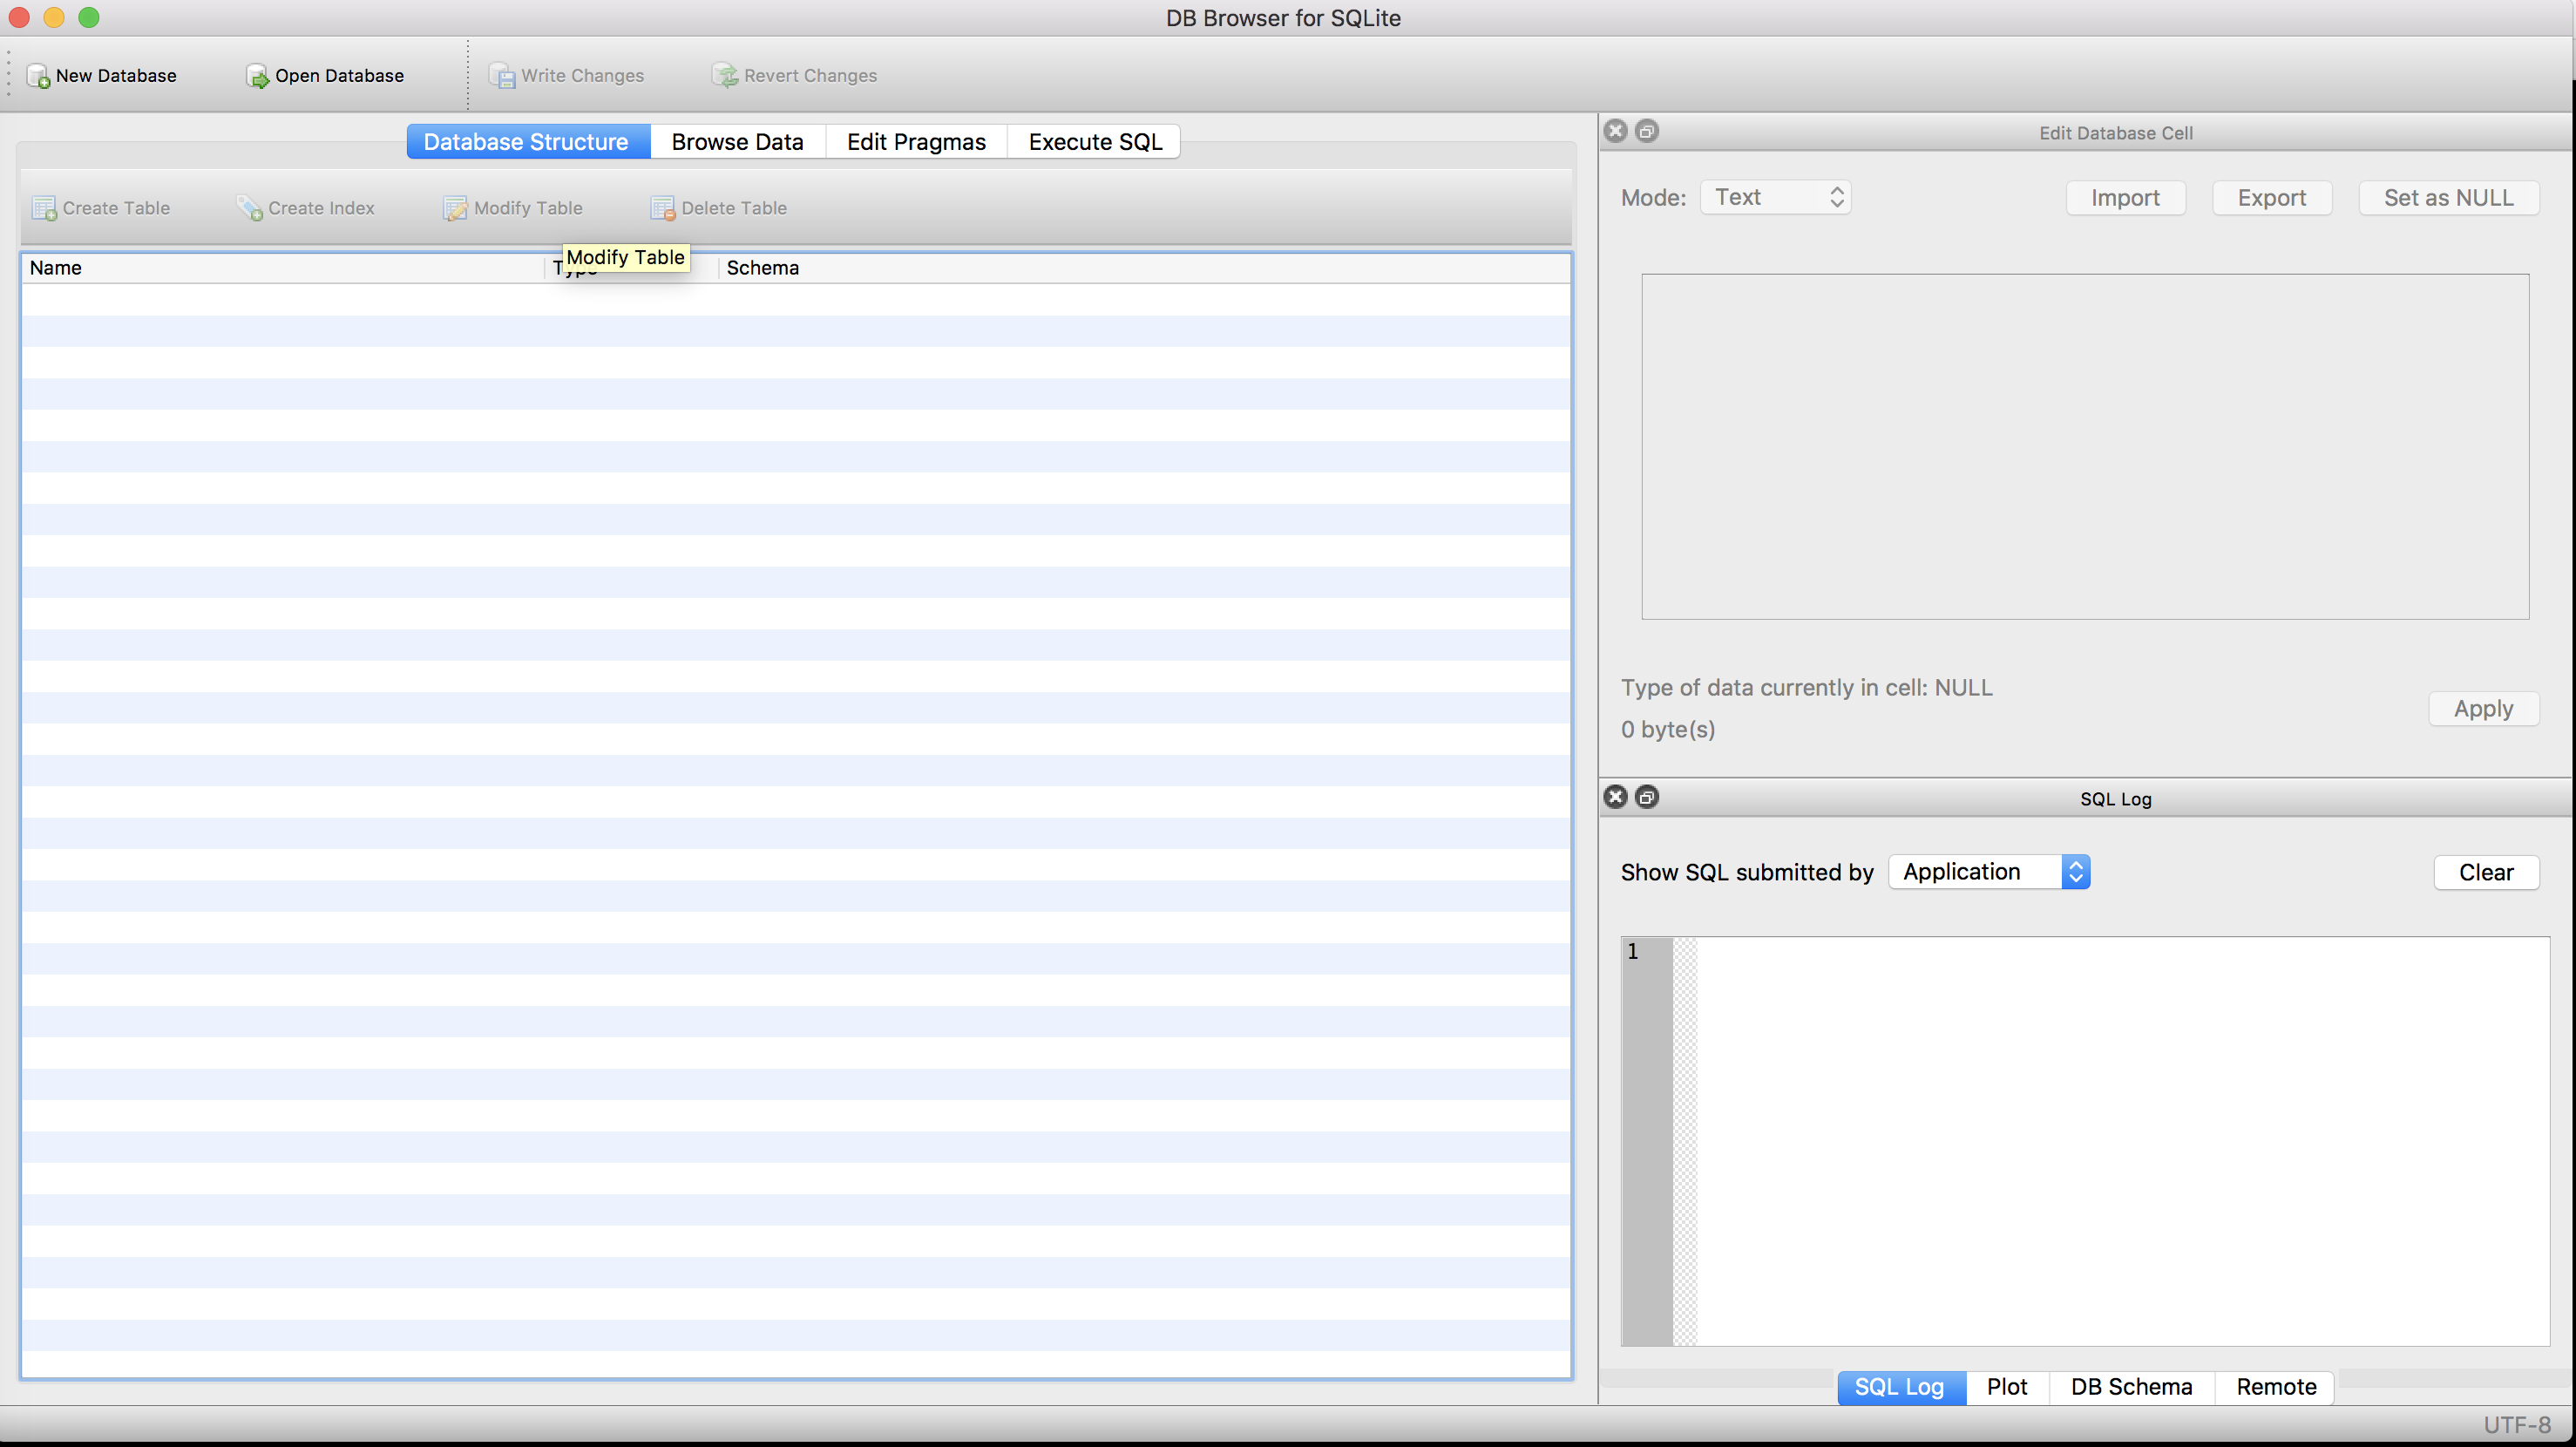 DB Browser for SQLite
New Database Open Database Write Changes Revert Changes
Database Structure Browse Data Edit Pragmas Execute SQL
Create Table Create Index Modify Table Delete Table
Modify Table
Name Type Schema
Edit Database Cell
Mode: Text Import Export Set as NULL
Type of data currently in cell: NULL
0 byte(s)
Apply
SQL Log
Show SQL submitted by Application Clear
1
SQL Log Plot DB Schema Remote
UTF-8